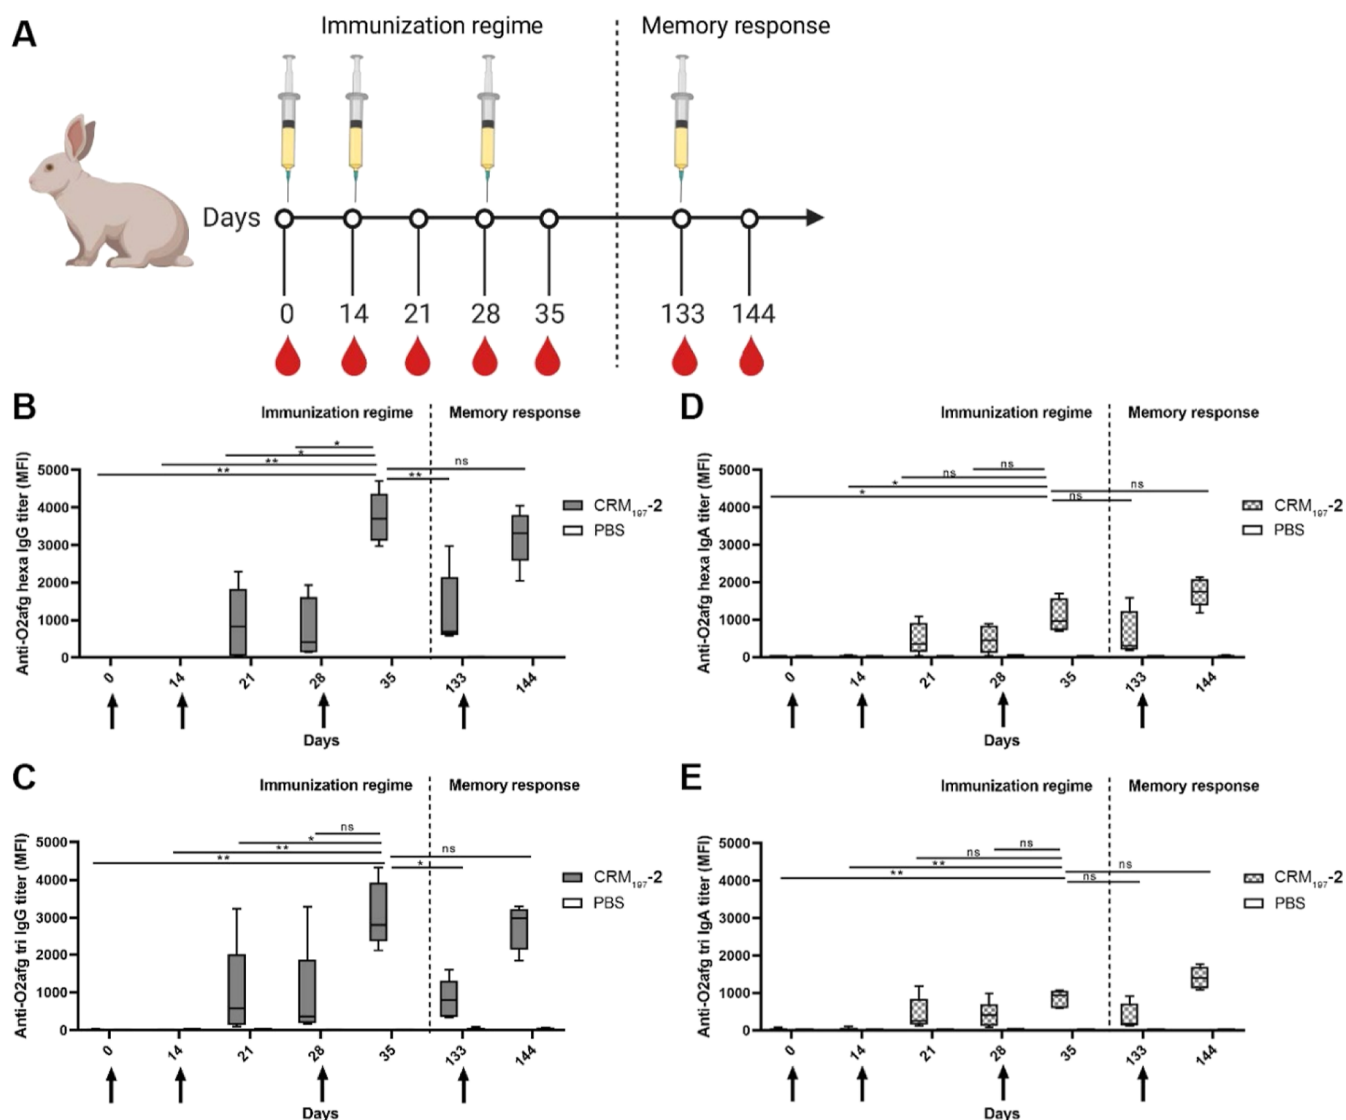 A
Immunization regime
Memory response
Days
0 14 21 28 35 133 144
B
Immunization regime
Memory response
*
*
**
**
**
ns
Anti-O2afg hexa IgG titer (MFI)
5000
4000
3000
2000
1000
0
0 14 21 28 35 133 144
Days
CRM197-2
PBS
D
Immunization regime
Memory response
ns
ns
*
*
ns
ns
Anti-O2afg hexa IgA titer (MFI)
5000
4000
3000
2000
1000
0
0 14 21 28 35 133 144
Days
CRM197-2
PBS
C
Immunization regime
Memory response
ns
*
**
**
*
ns
Anti-O2afg tri IgG titer (MFI)
5000
4000
3000
2000
1000
0
0 14 21 28 35 133 144
Days
CRM197-2
PBS
E
Immunization regime
Memory response
ns
ns
**
**
ns
ns
Anti-O2afg tri IgA titer (MFI)
5000
4000
3000
2000
1000
0
0 14 21 28 35 133 144
Days
CRM197-2
PBS